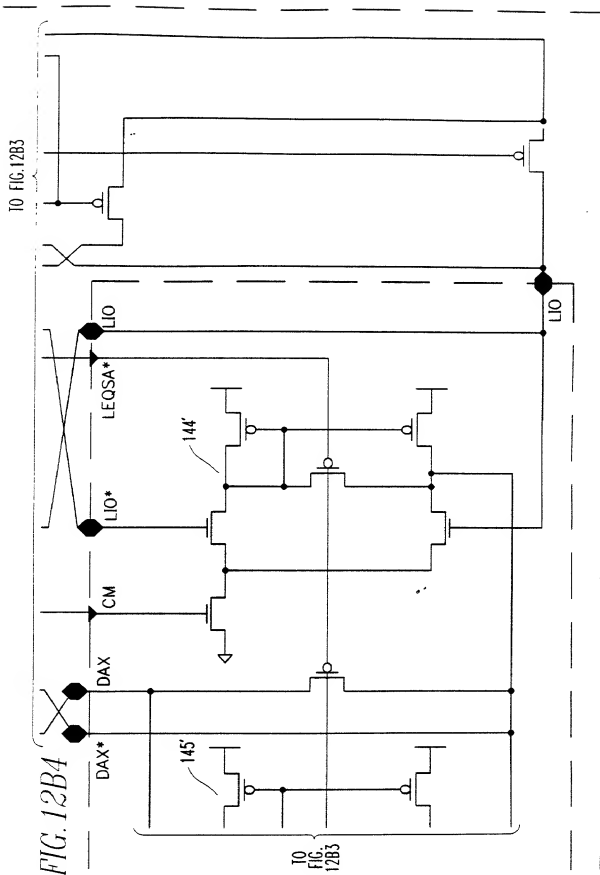 TO FIG.12B3
LIO
LIO
LEQSA*
144'
LIO*
CM
DAX
DAX*
145'
FIG.12B4
TO
FIG.
12B3